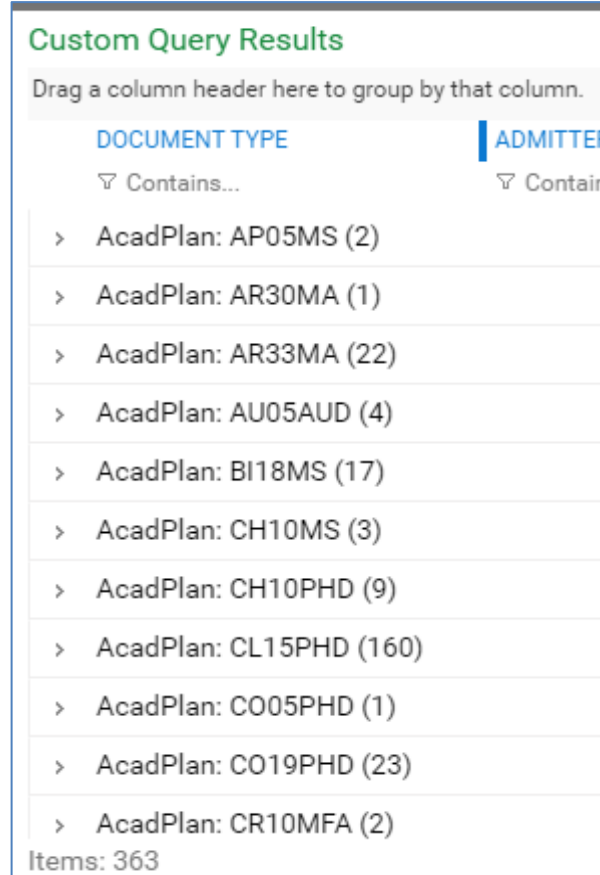 Custom Query Results
Drag a column header here to group by that column.
DOCUMENT TYPE
Contains...
AcadPlan: AP05MS (2)
AcadPlan: AR30MA (1)
AcadPlan: AR33MA (22)
AcadPlan: AU05AUD (4)
AcadPlan: BI18MS (17)
AcadPlan: CH10MS (3)
AcadPlan: CH10PHD (9)
AcadPlan: CL15PHD (160)
AcadPlan: CO05PHD (1)
AcadPlan: CO19PHD (23)
AcadPlan: CR10MFA (2)
Items: 363